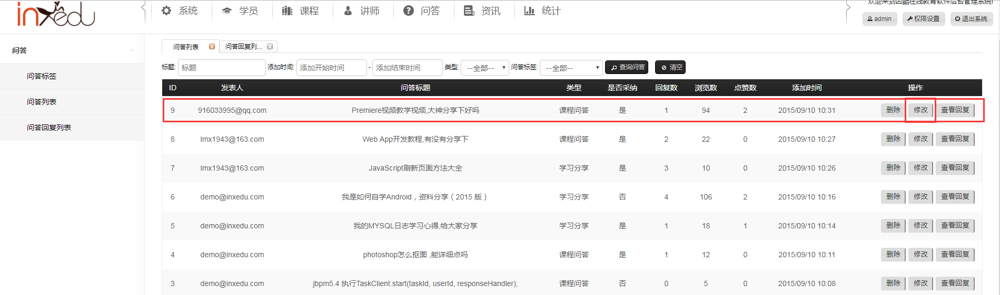 inxedu
系统 学员 课程 讲师 问答 资讯 统计
欢迎来到因酷在线教育软件后台管理系统!
admin 权限设置 退出系统
问答
问答标签
问答列表
问答回复列表
问答列表 问答回复列...
标题: 标题 添加时间: 添加开始时间 - 添加结束时间 类型: --全部-- 问答标签: --全部-- 查询问答 清空
ID 发表人 问答标题 类型 是否采纳 回复数 浏览数 点赞数 添加时间 操作
9 916033995@qq.com Premiere视频教学视频,大神分享下好吗 课程问答 是 1 94 2 2015/09/10 10:31 删除 修改 查看回复
8 lmx1943@163.com Web App开发教程,有没有分享下 课程问答 是 2 22 0 2015/09/10 10:27 删除 修改 查看回复
7 lmx1943@163.com JavaScript刷新页面方法大全 学习分享 是 3 10 0 2015/09/10 10:26 删除 修改 查看回复
6 demo@inxedu.com 我是如何自学Android，资料分享（2015 版） 学习分享 否 4 106 2 2015/09/10 10:16 删除 修改 查看回复
5 demo@inxedu.com 我的MYSQL日志学习心得,给大家分享 学习分享 是 1 18 1 2015/09/10 10:14 删除 修改 查看回复
4 demo@inxedu.com photoshop怎么抠图 ,能详细点吗 课程问答 是 1 12 0 2015/09/10 10:11 删除 修改 查看回复
3 demo@inxedu.com jbpm5.4 执行TaskClient.start(taskId, userId, responseHandler); 课程问答 否 0 5 0 2015/09/10 10:08 删除 修改 查看回复